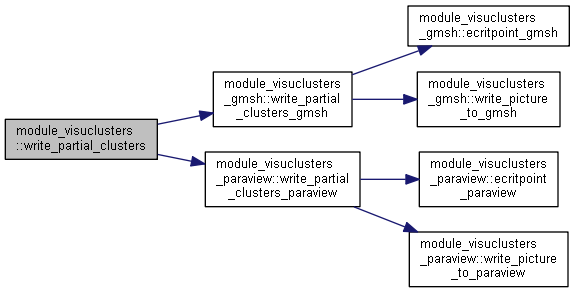 module_visuclusters
::write_partial_clusters
module_visuclusters
_gmsh::write_partial
_clusters_gmsh
module_visuclusters
_gmsh::ecritpoint_gmsh
module_visuclusters
_gmsh::write_picture
_to_gmsh
module_visuclusters
_paraview::write_partial
_clusters_paraview
module_visuclusters
_paraview::ecritpoint
_paraview
module_visuclusters
_paraview::write_picture
_to_paraview